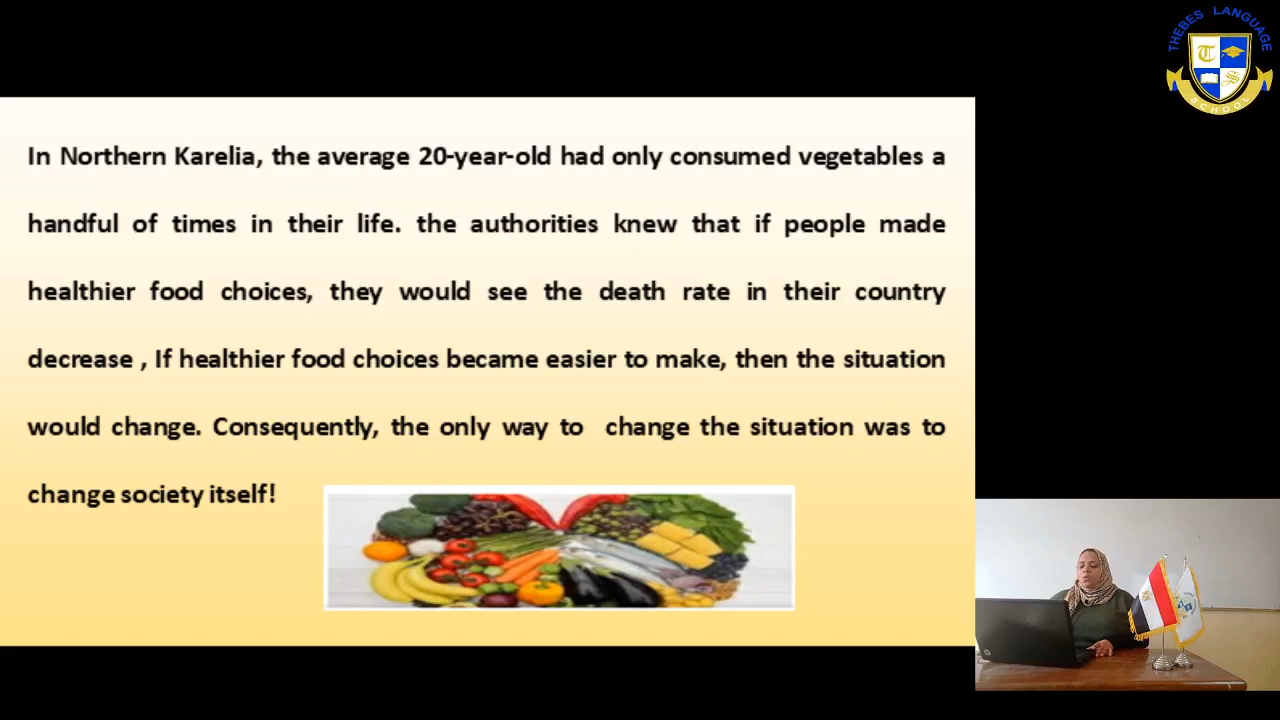 THEBES LANGUAGE
T
S
SCHOOL
In Northern Karelia, the average 20-year-old had only consumed vegetables a
handful of times in their life. the authorities knew that if people made
healthier food choices, they would see the death rate in their country
decrease , If healthier food choices became easier to make, then the situation
would change. Consequently, the only way to change the situation was to
change society itself!